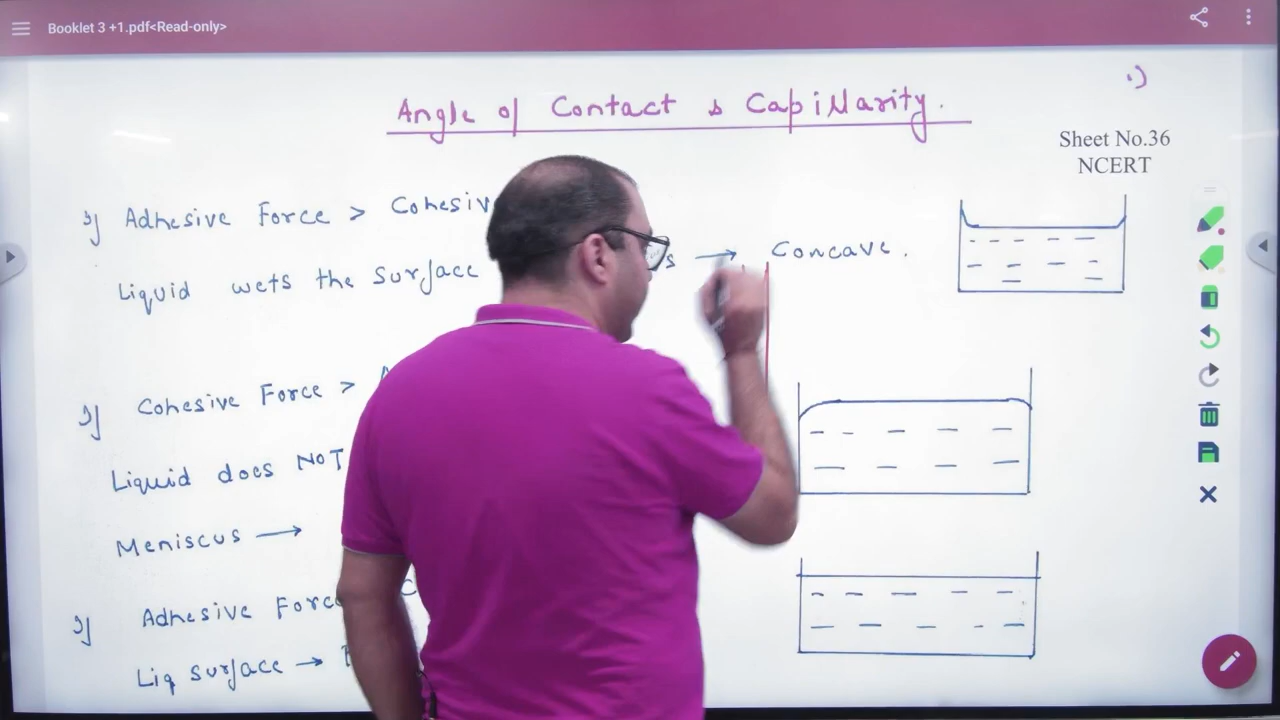 Booklet 3 +1.pdf<Read-only>
Angle of Contact & Capillarity.
Sheet No.36
NCERT
Adhesive Force > Cohesiv
Liquid wets the surface s → Concave.
Cohesive Force >
Liquid does NOT
Meniscus →
Adhesive Force C
Liq surface →